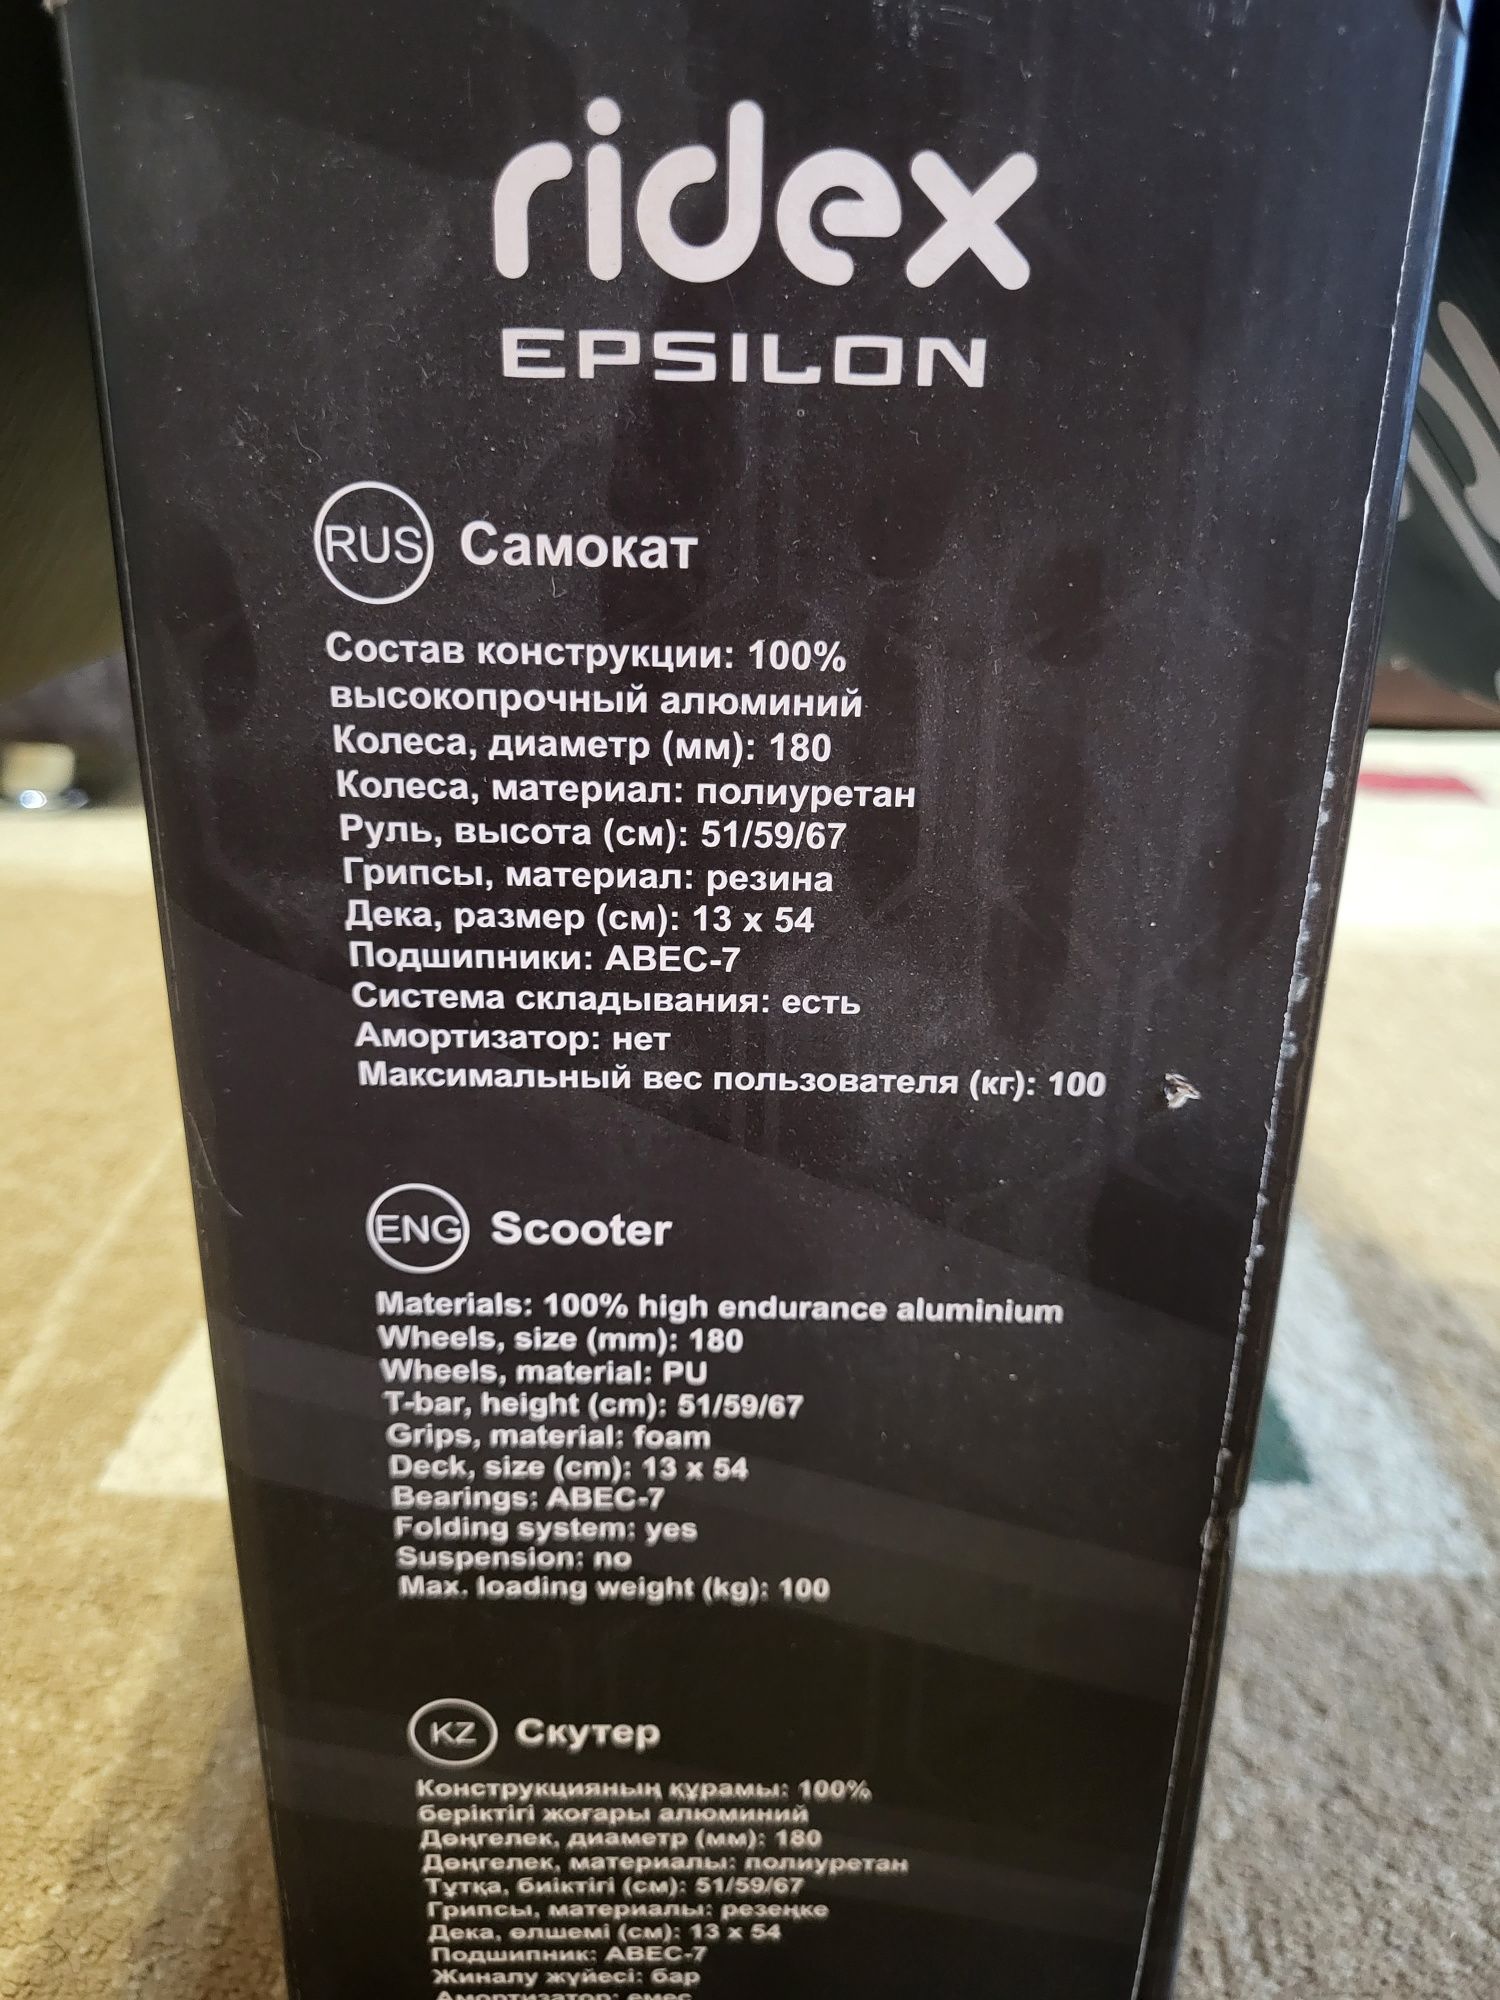 ridex
EPSILON
RUS Самокат
Состав конструкции: 100%
высокопрочный алюминий
Колеса, диаметр (мм): 180
Колеса, материал: полиуретан
Руль, высота (см): 51/59/67
Грипсы, материал: резина
Дека, размер (см): 13 x 54
Подшипники: ABEC-7
Система складывания: есть
Амортизатор: нет
Максимальный вес пользователя (кг): 100
ENG Scooter
Materials: 100% high endurance aluminium
Wheels, size (mm): 180
Wheels, material: PU
T-bar, height (cm): 51/59/67
Grips, material: foam
Deck, size (cm): 13 x 54
Bearings: ABEC-7
Folding system: yes
Suspension: no
Max. loading weight (kg): 100
KZ Скутер
Конструкцияның құрамы: 100%
беріктігі жоғары алюминий
Дөңгелек, диаметр (мм): 180
Дөңгелек, материалы: полиуретан
Тұтқа, биіктігі (см): 51/59/67
Грипсы, материалы: резеңке
Дека, өлшемі (см): 13 x 54
Подшипник: ABEC-7
Жиналу жүйесі: бар
Амортизатор: емес